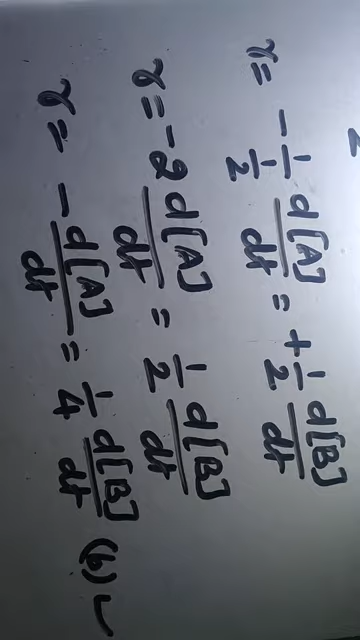 r = - 1/(1/2) d[A]/dt = + 1/2 d[B]/dt
r = - 2 d[A]/dt = 1/2 d[B]/dt
r = - d[A]/dt = 1/4 d[B]/dt (b) ✓